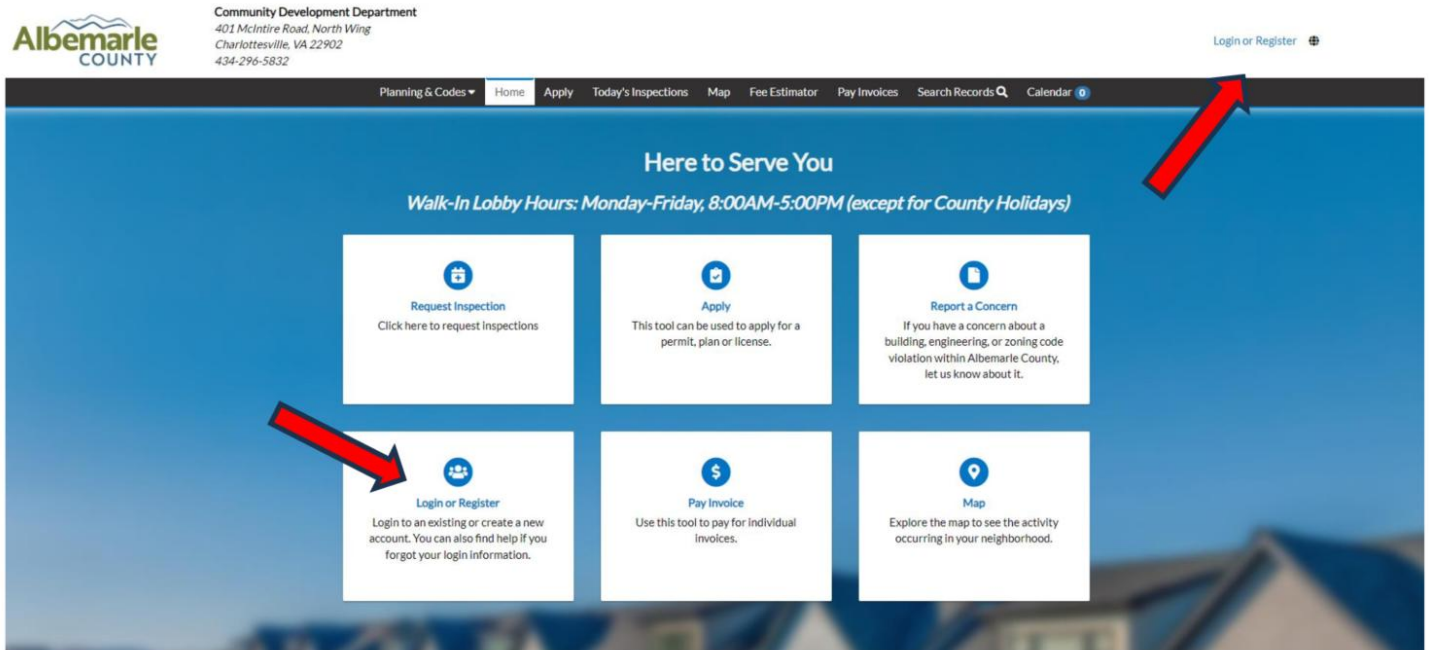 Albemarle
COUNTY
Community Development Department
401 McIntire Road, North Wing
Charlottesville, VA 22902
434-296-5832
Login or Register
Planning & Codes Home Apply Today's Inspections Map Fee Estimator Pay Invoices Search Records Calendar 0
Here to Serve You
Walk-In Lobby Hours: Monday-Friday, 8:00AM-5:00PM (except for County Holidays)
Request Inspection
Click here to request inspections
Apply
This tool can be used to apply for a
permit, plan or license.
Report a Concern
If you have a concern about a
building, engineering, or zoning code
violation within Albemarle County,
let us know about it.
Login or Register
Login to an existing or create a new
account. You can also find help if you
forgot your login information.
Pay Invoice
Use this tool to pay for individual
invoices.
Map
Explore the map to see the activity
occurring in your neighborhood.